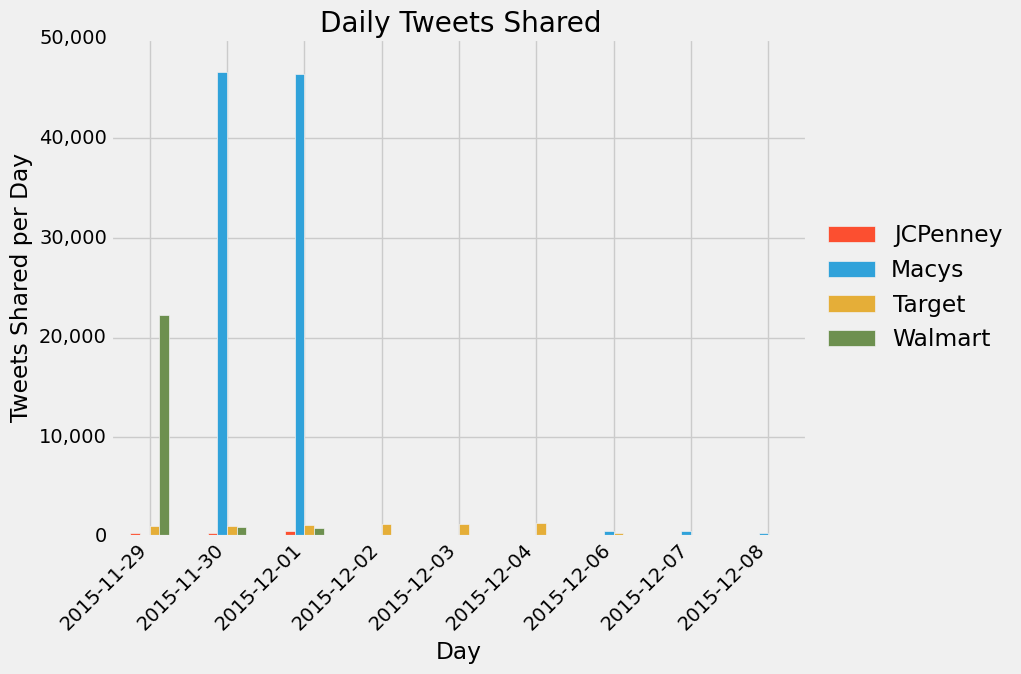 Daily Tweets Shared
50,000
40,000
30,000
20,000
10,000
0
Tweets Shared per Day
2015-11-29
2015-11-30
2015-12-01
2015-12-02
2015-12-03
2015-12-04
2015-12-06
2015-12-07
2015-12-08
Day
JCPenney
Macys
Target
Walmart